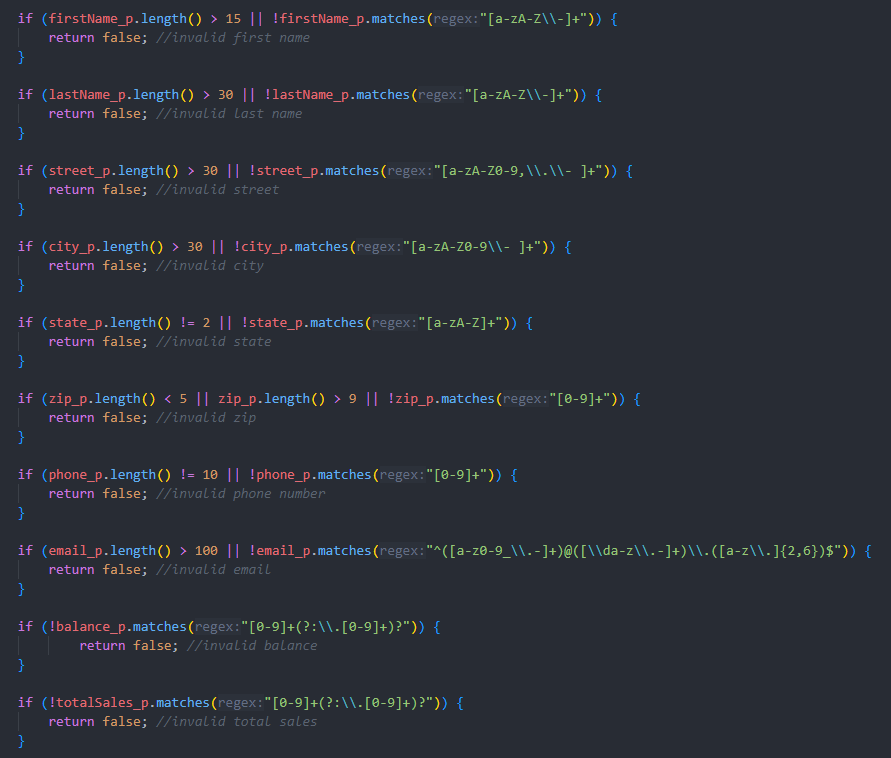 if (firstName_p.length() > 15 || !firstName_p.matches(regex:"[a-zA-Z\\-]+")) {
    return false; //invalid first name
}

if (lastName_p.length() > 30 || !lastName_p.matches(regex:"[a-zA-Z\\-]+")) {
    return false; //invalid last name
}

if (street_p.length() > 30 || !street_p.matches(regex:"[a-zA-Z0-9,\\.\\- ]+")) {
    return false; //invalid street
}

if (city_p.length() > 30 || !city_p.matches(regex:"[a-zA-Z0-9\\- ]+")) {
    return false; //invalid city
}

if (state_p.length() != 2 || !state_p.matches(regex:"[a-zA-Z]+")) {
    return false; //invalid state
}

if (zip_p.length() < 5 || zip_p.length() > 9 || !zip_p.matches(regex:"[0-9]+")) {
    return false; //invalid zip
}

if (phone_p.length() != 10 || !phone_p.matches(regex:"[0-9]+")) {
    return false; //invalid phone number
}

if (email_p.length() > 100 || !email_p.matches(regex:"^([a-z0-9_\\.-]+)@([\\da-z\\.-]+)\\.([a-z\\.]{2,6})$")) {
    return false; //invalid email
}

if (!balance_p.matches(regex:"[0-9]+(?:\\.[0-9]+)?")) {
        return false; //invalid balance
}

if (!totalSales_p.matches(regex:"[0-9]+(?:\\.[0-9]+)?")) {
    return false; //invalid total sales
}